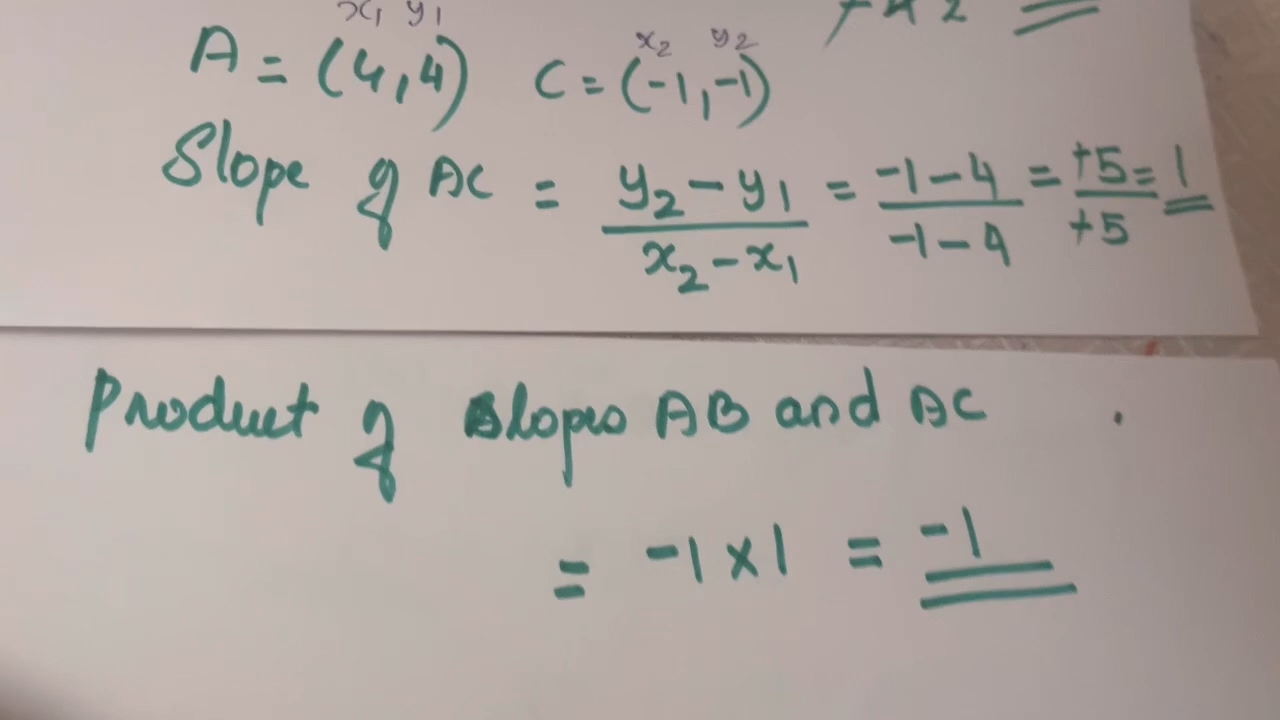 x₁ y₁
x₂ y₂
A = (4,4) C = (-1,-1)
Slope of AC = y₂-y₁/x₂-x₁ = -1-4/-1-4 = +5/+5 = 1
Product of slopes AB and AC
= -1 x 1 = -1